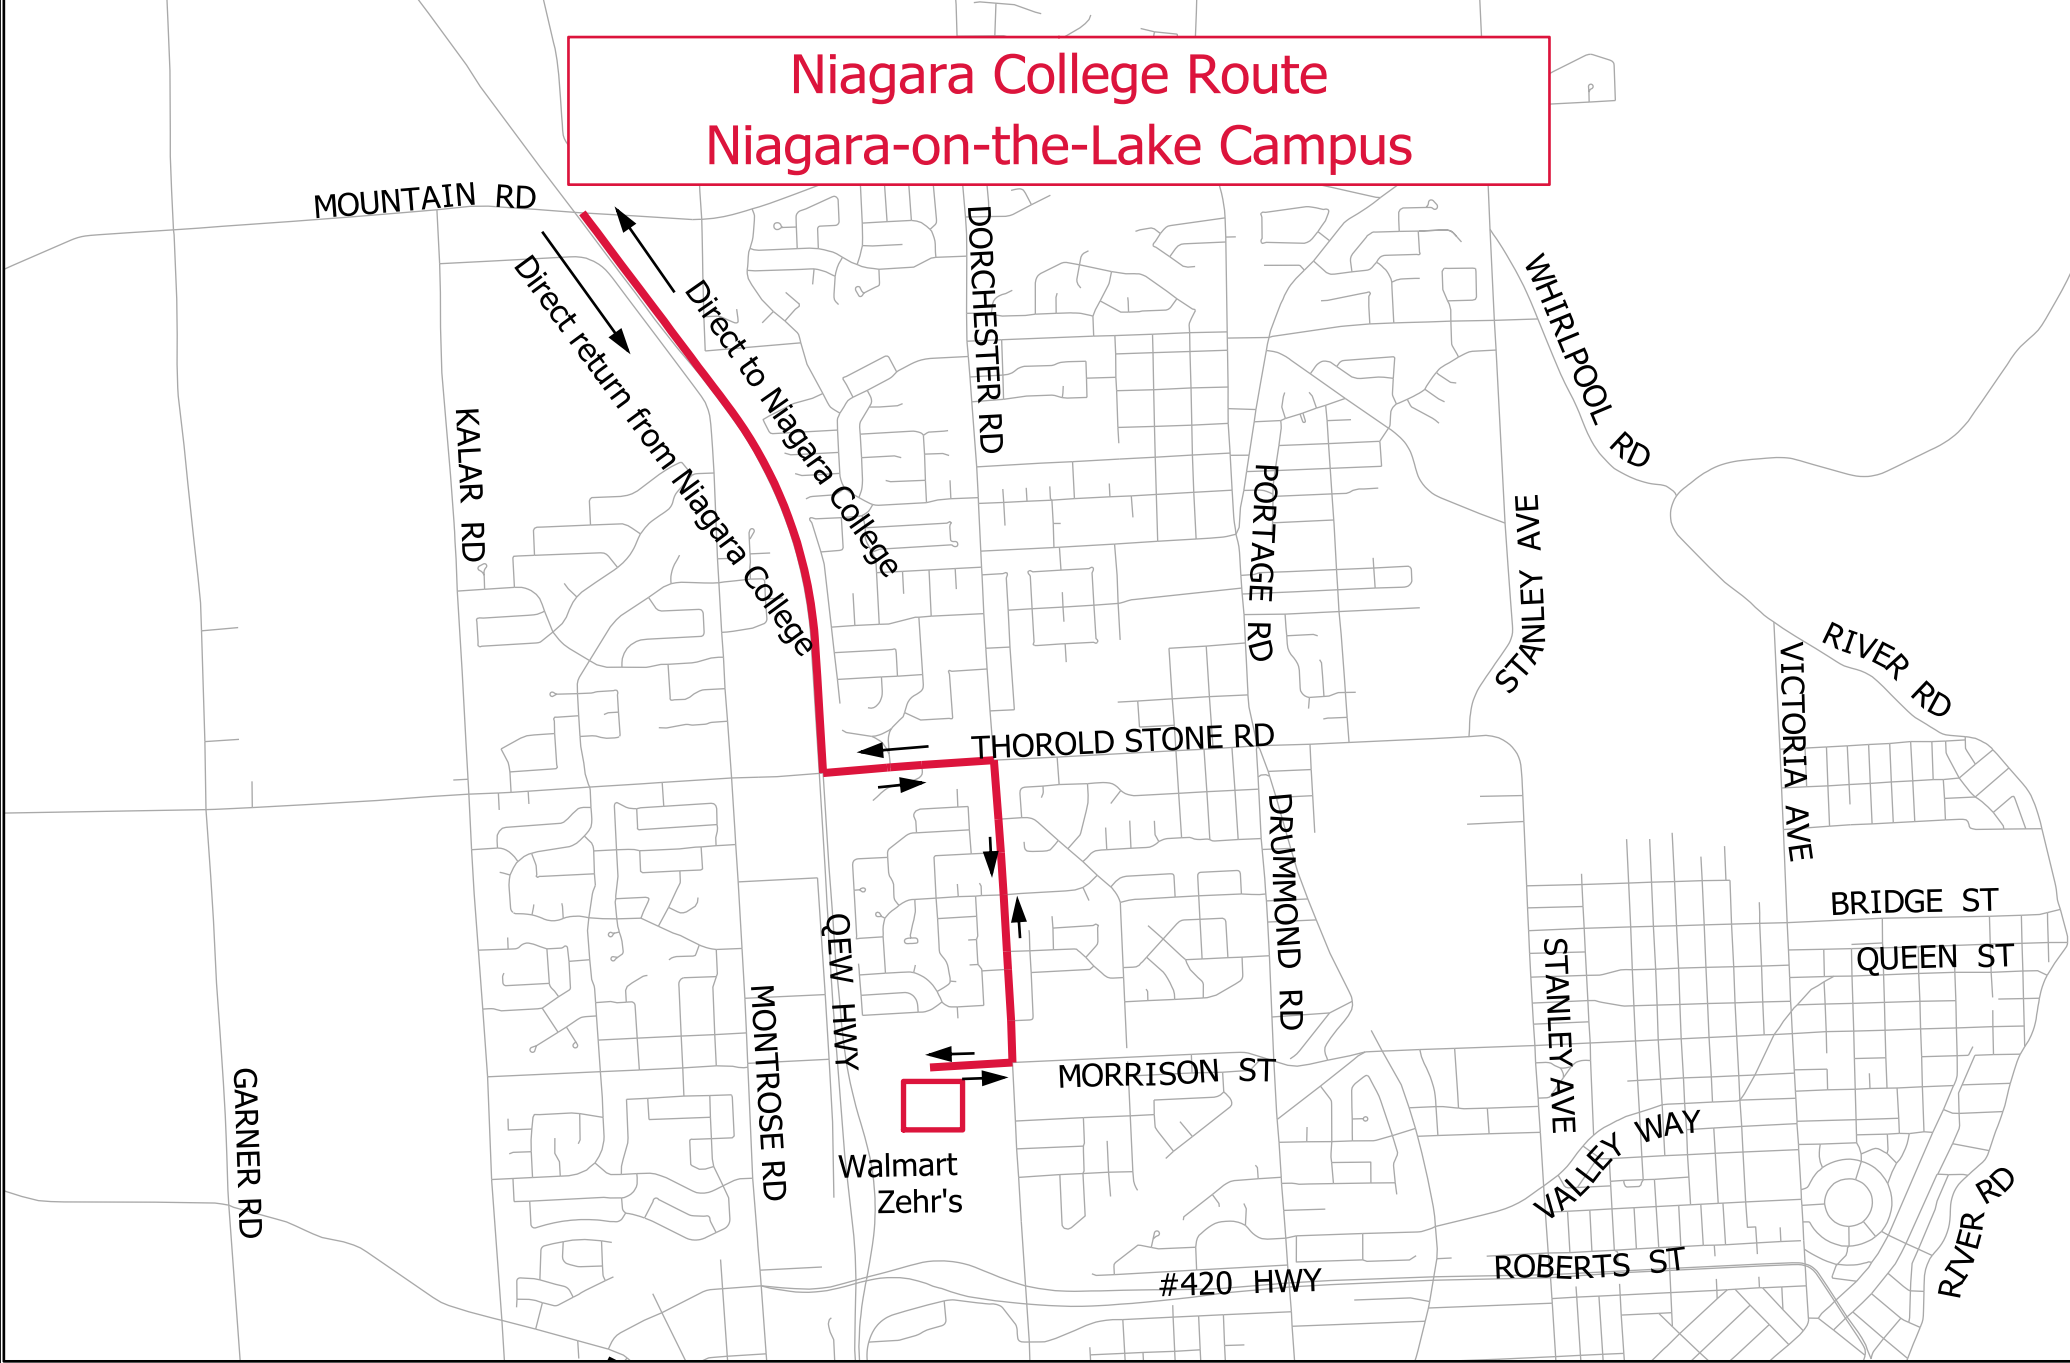 Niagara College Route
Niagara-on-the-Lake Campus
MOUNTAIN RD
DORCHESTER RD
WHIRLPOOL RD
Direct return from Niagara College
Direct to Niagara College
KALAR RD
PORTAGE RD
STANLEY AVE
RIVER RD
VICTORIA AVE
THOROLD STONE RD
DRUMMOND RD
BRIDGE ST
QUEEN ST
QEW HWY
STANLEY AVE
MONTROSE RD
MORRISON ST
GARNER RD
VALLEY WAY
Walmart
Zehr's
RIVER RD
ROBERTS ST
#420 HWY